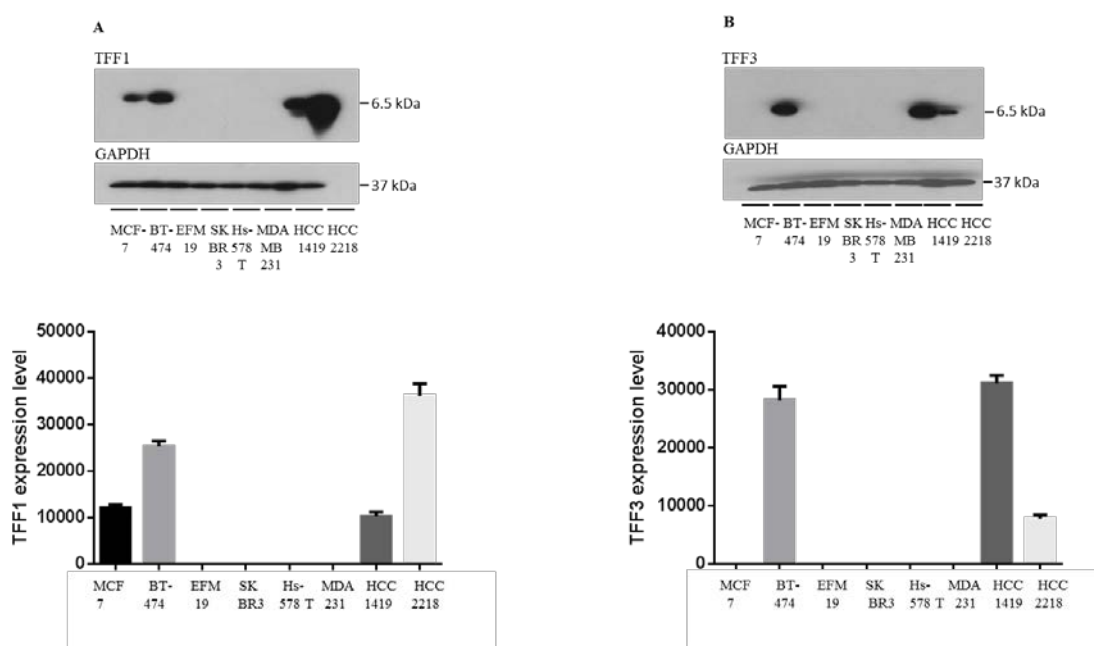 A
TFF1
6.5 kDa
GAPDH
37 kDa
MCF- BT- EFM SK Hs- MDA HCC HCC
7 474 19 BR 578 MB 1419 2218
3 T 231
50000
40000
30000
20000
10000
0
TFF1 expression level
MCF BT- EFM SK Hs- MDA HCC HCC
7 474 19 BR3 578 T 231 1419 2218
B
TFF3
6.5 kDa
GAPDH
37 kDa
MCF- BT- EFM SK Hs- MDA HCC HCC
7 474 19 BR 578 MB 1419 2218
3 T 231
40000
30000
20000
10000
0
TFF3 expression level
MCF BT- EFM SK Hs- MDA HCC HCC
7 474 19 BR3 578 T 231 1419 2218